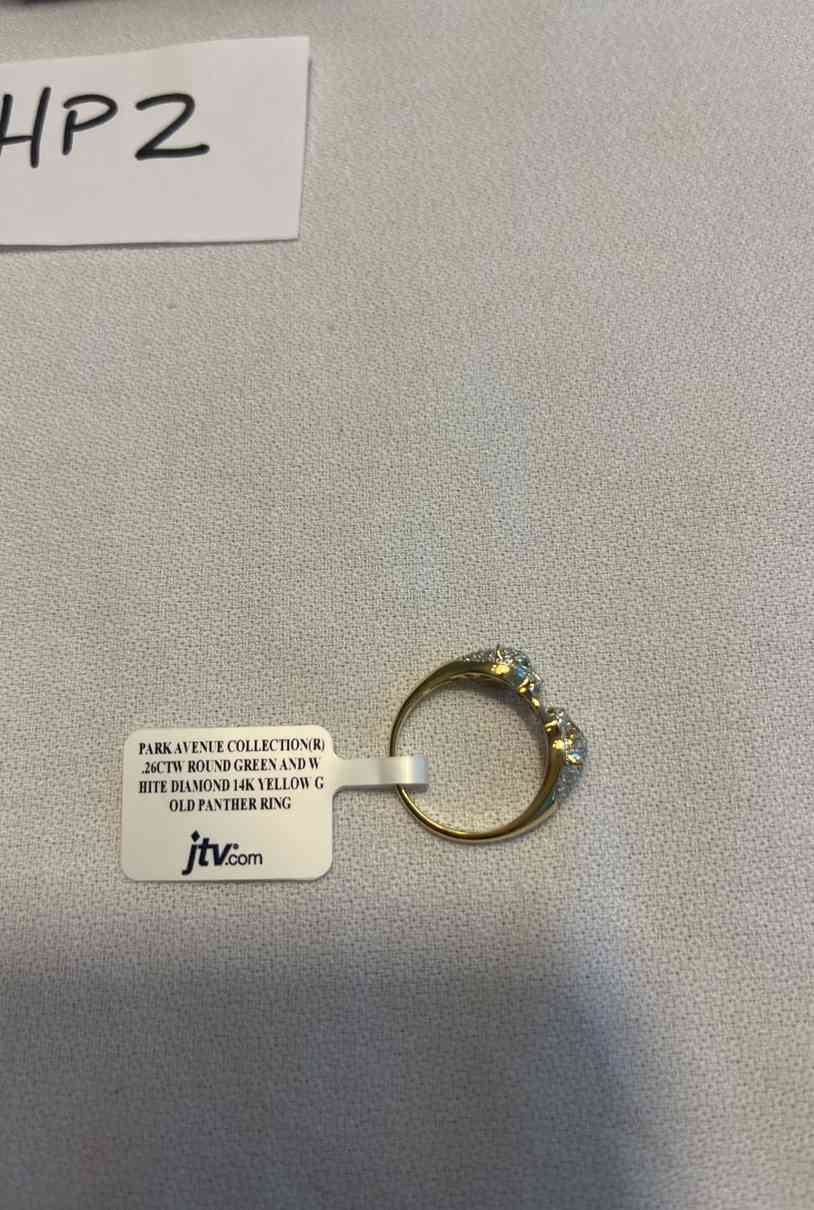 HP2
PARK AVENUE COLLECTION(R)
.26CTW ROUND GREEN AND W
HITE DIAMOND 14K YELLOW G
OLD PANTHER RING
jtv.com